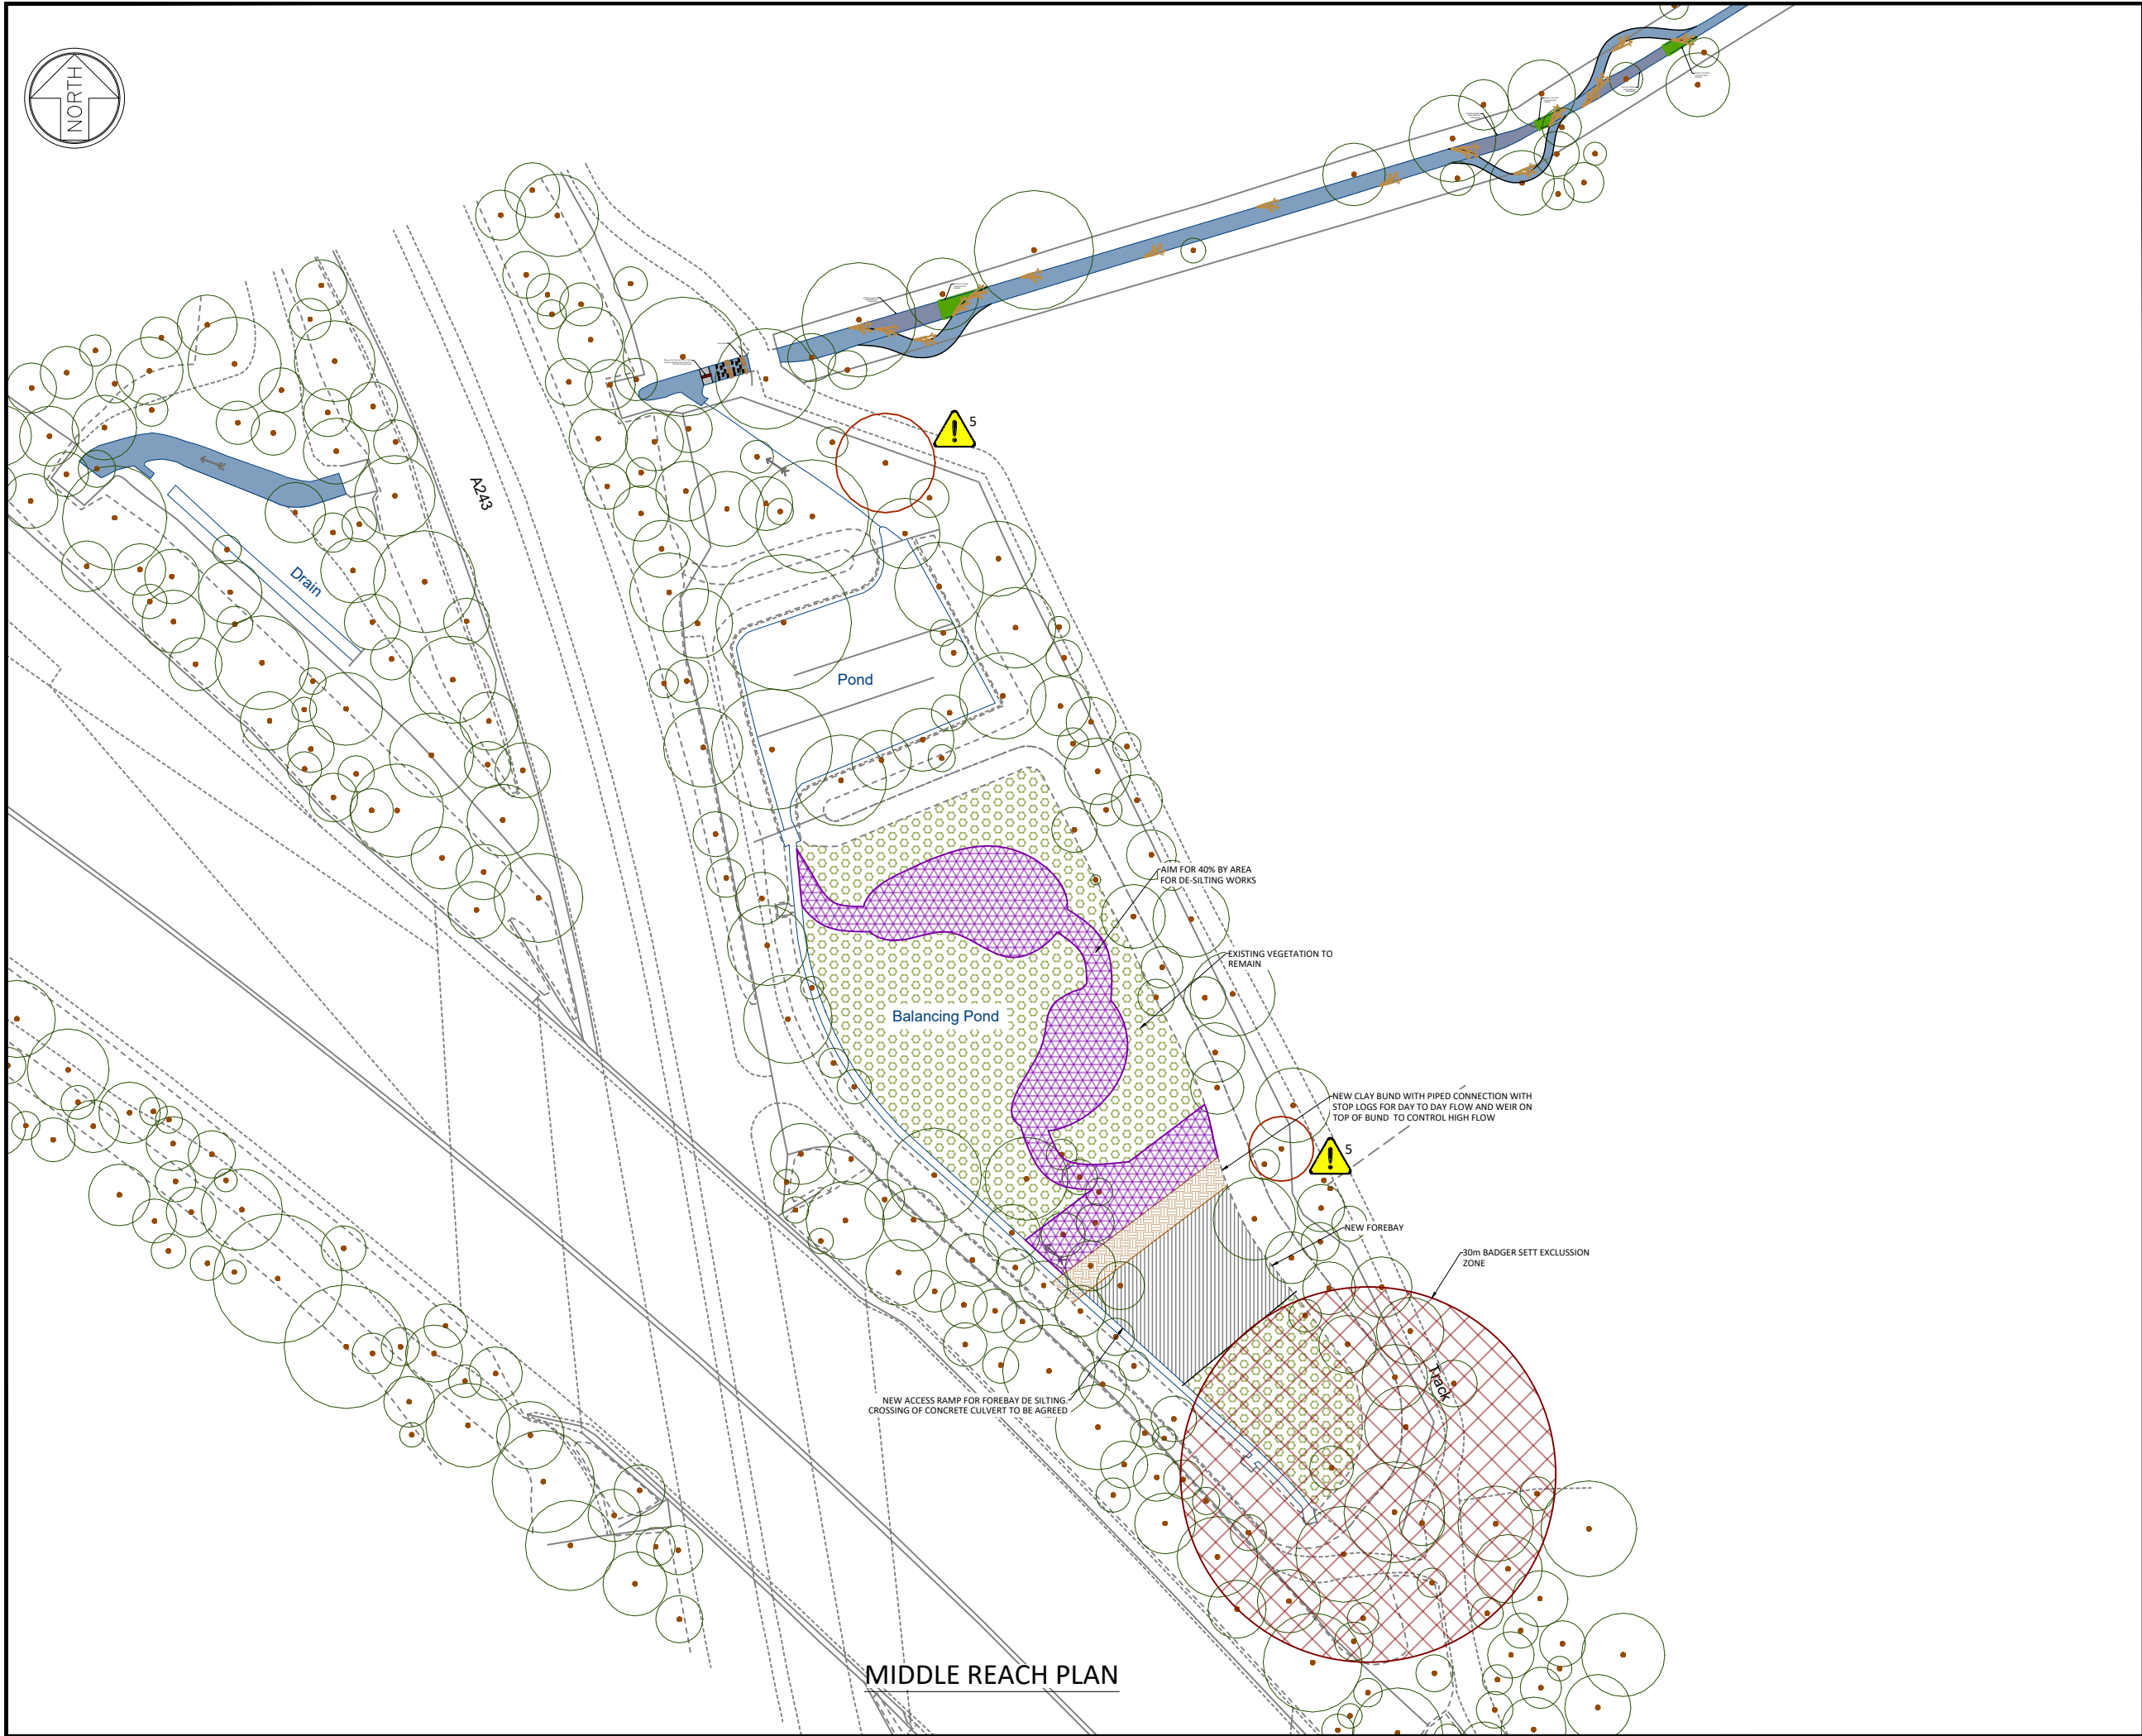 NORTH
A243
5
Drain
Pond
AIM FOR 40% BY AREA
FOR DE-SILTING WORKS
EXISTING VEGETATION TO
REMAIN
Balancing Pond
NEW CLAY BUND WITH PIPED CONNECTION WITH
STOP LOGS FOR DAY TO DAY FLOW AND WEIR ON
TOP OF BUND TO CONTROL HIGH FLOW
5
NEW FOREBAY
30m BADGER SETT EXCLUSSION
ZONE
Track
NEW ACCESS RAMP FOR FOREBAY DE SILTING.
CROSSING OF CONCRETE CULVERT TO BE AGREED
MIDDLE REACH PLAN